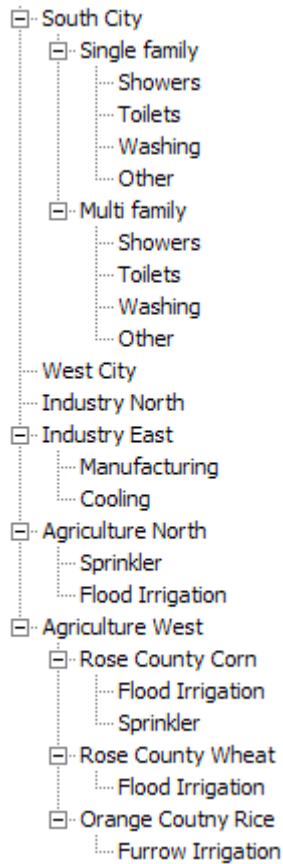 South City
Single family
Showers
Toilets
Washing
Other
Multi family
Showers
Toilets
Washing
Other
West City
Industry North
Industry East
Manufacturing
Cooling
Agriculture North
Sprinkler
Flood Irrigation
Agriculture West
Rose County Corn
Flood Irrigation
Sprinkler
Rose County Wheat
Flood Irrigation
Orange Coutny Rice
Furrow Irrigation